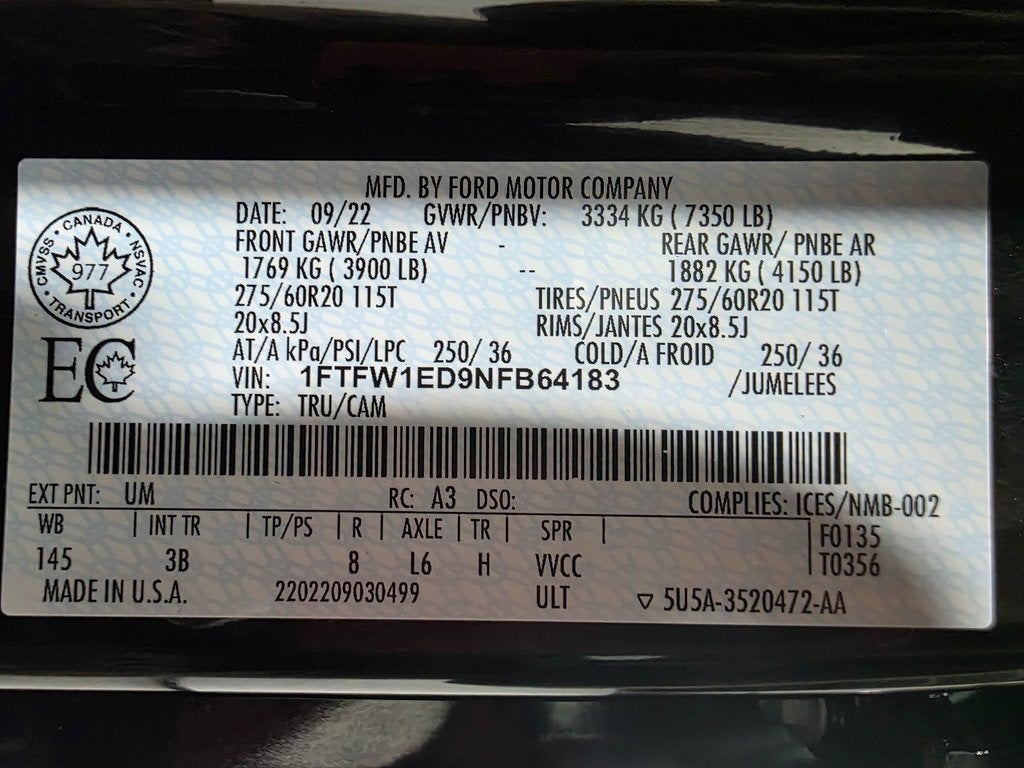 MFD. BY FORD MOTOR COMPANY
DATE: 09/22 GVWR/PNBV: 3334 KG ( 7350 LB)
FRONT GAWR/PNBE AV - REAR GAWR/ PNBE AR
1769 KG ( 3900 LB) -- 1882 KG ( 4150 LB)
275/60R20 115T TIRES/PNEUS 275/60R20 115T
20x8.5J RIMS/JANTES 20x8.5J
AT/A kPa/PSI/LPC 250/ 36 COLD/A FROID 250/ 36
VIN: 1FTFW1ED9NFB64183 /JUMELEES
TYPE: TRU/CAM
CANADA
CMVSS 977 NSVAC
TRANSPORT
EC
EXT PNT: UM RC: A3 DSO: COMPLIES: ICES/NMB-002
WB | INT TR | TP/PS | R | AXLE | TR | SPR | F0135
145 3B 8 L6 H VVCC | T0356
MADE IN U.S.A. 2202209030499 ULT ▽ 5U5A-3520472-AA